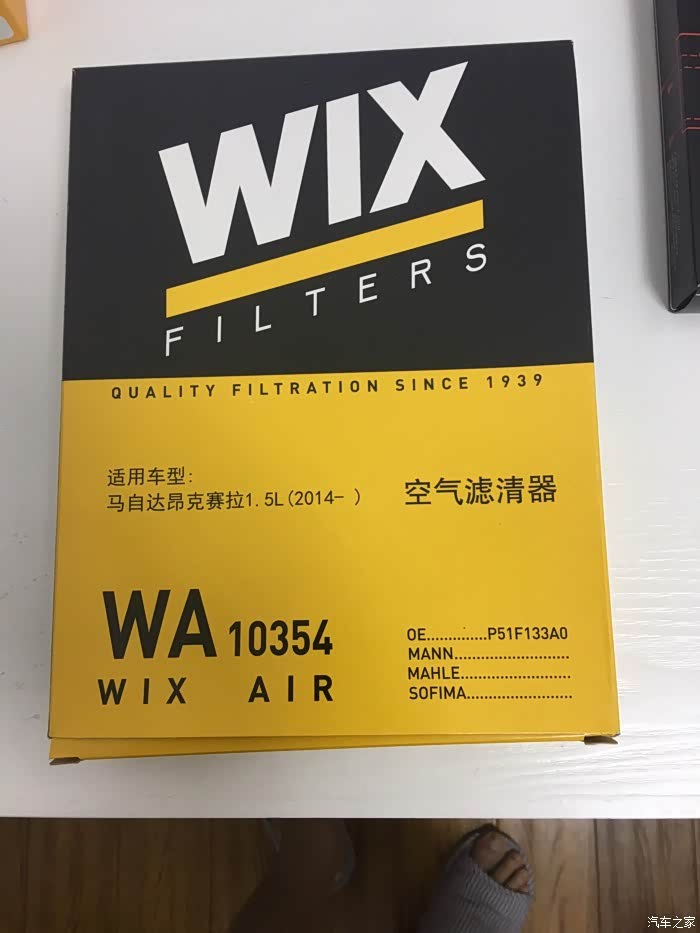 WIX
FILTERS
QUALITY FILTRATION SINCE 1939
适用车型:
马自达昂克赛拉1.5L(2014- )
空气滤清器
WA 10354
WIX AIR
OE.............P51F133A0
MANN.........................
MAHLE........................
SOFIMA.......................
汽车之家